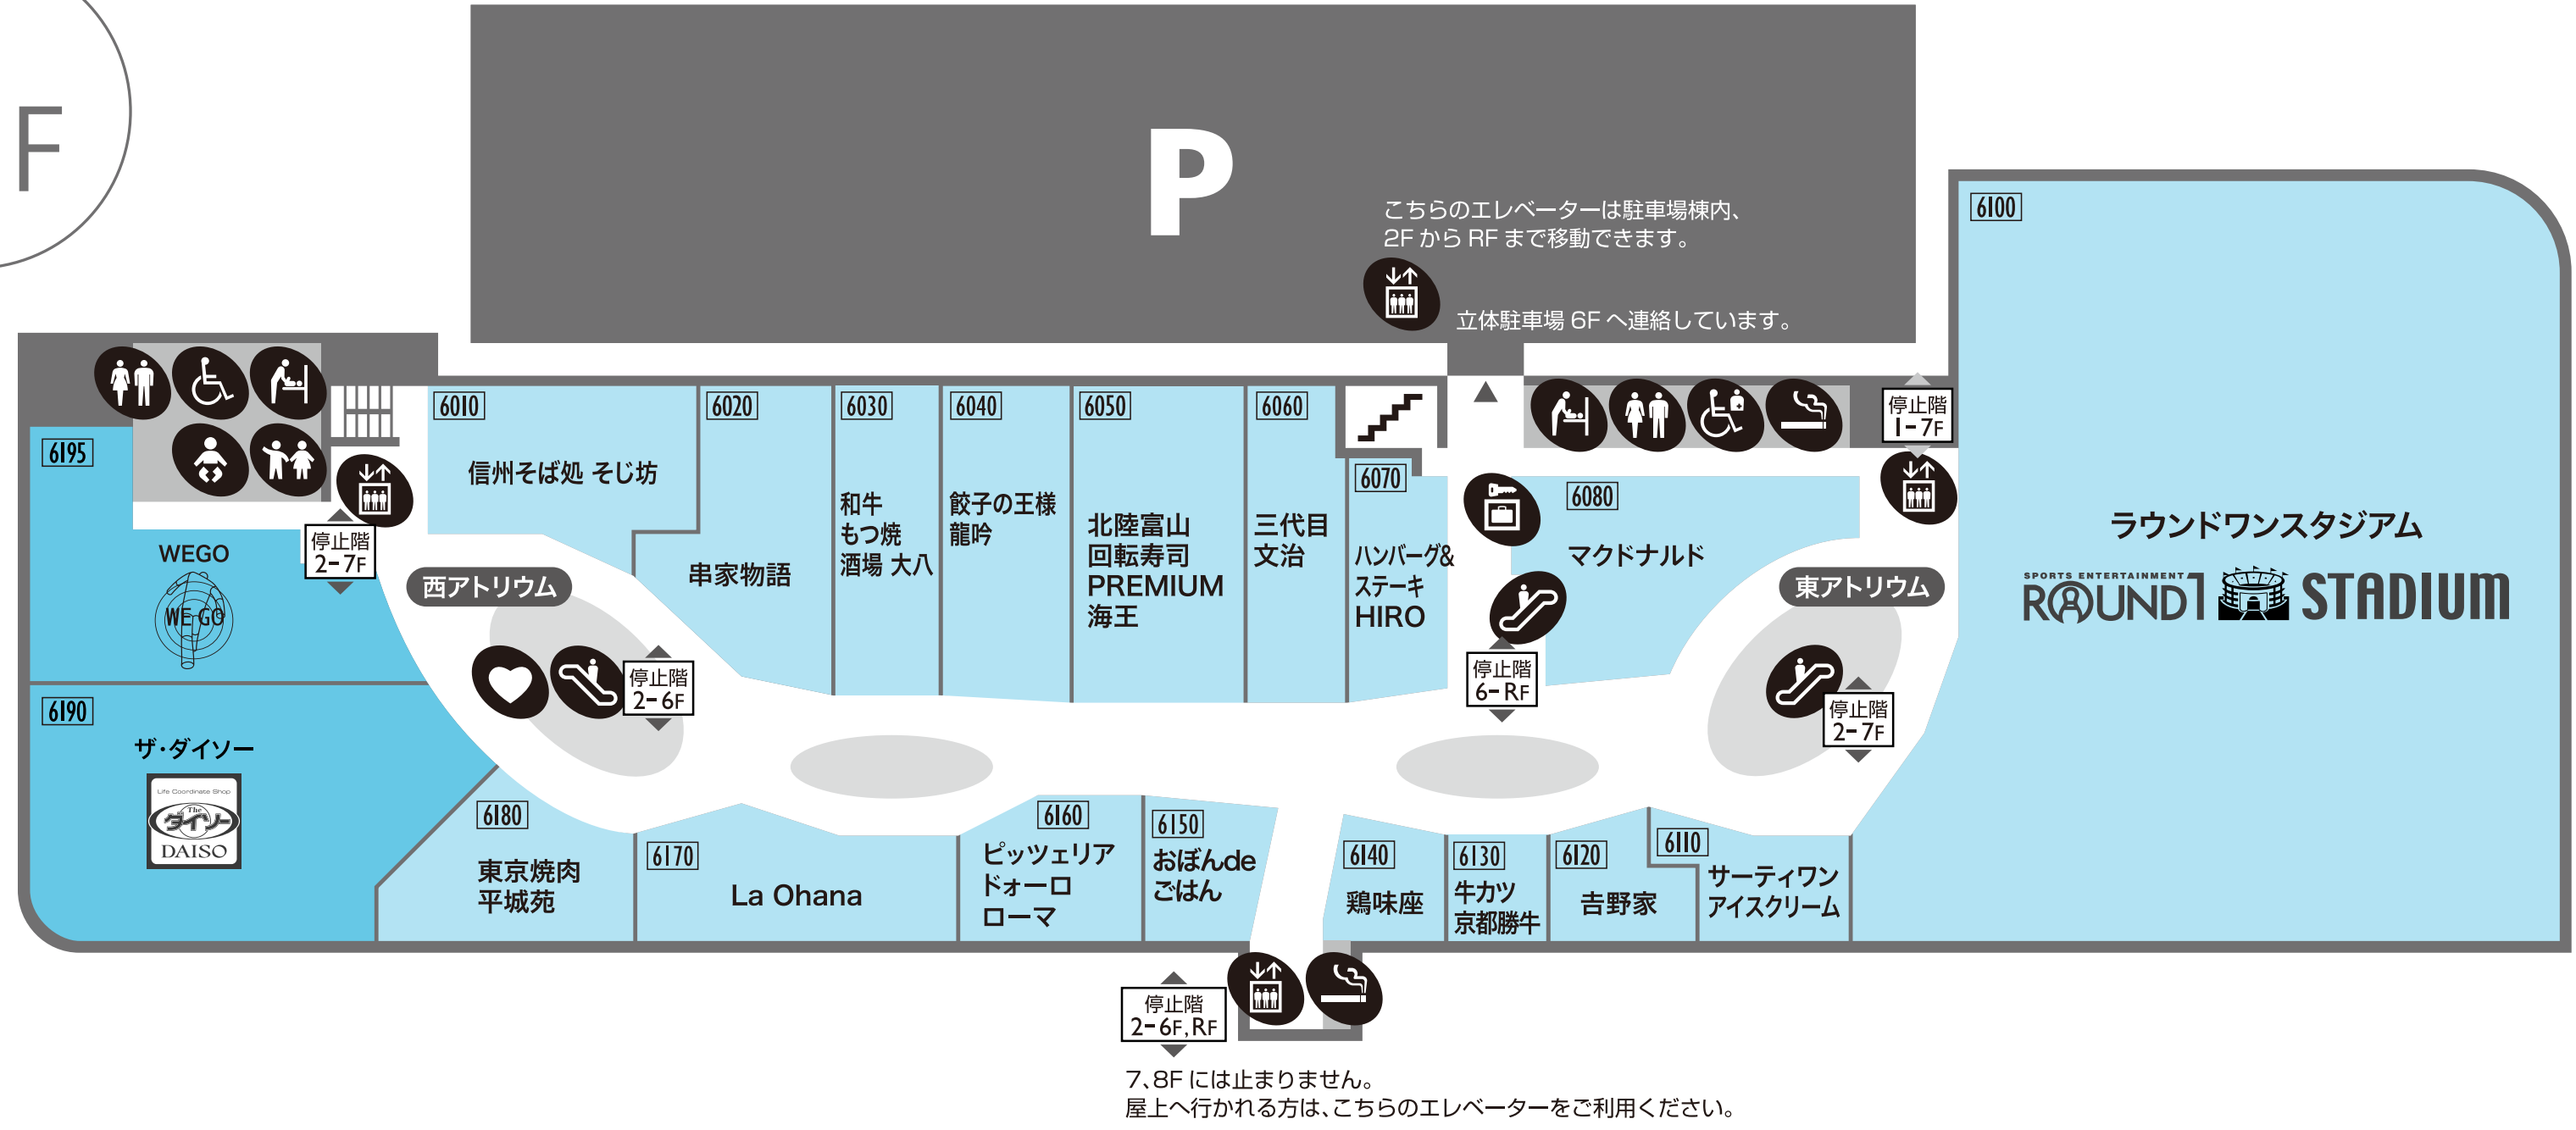 F
P
こちらのエレベーターは駐車場棟内、
2FからRFまで移動できます。
立体駐車場6Fへ連絡しています。
6100
ラウンドワンスタジアム
SPORTS ENTERTAINMENT
ROUND1 STADIUM
停止階
1-7F
6195
WEGO
WE GO
停止階
2-7F
6190
ザ・ダイソー
Life Coordinate Shop
The
ダイソー
DAISO
6010
信州そば処 そじ坊
6020
串家物語
6030
和牛
もつ焼
酒場 大八
6040
餃子の王様
龍吟
6050
北陸富山
回転寿司
PREMIUM
海王
6060
三代目
文治
6070
ハンバーグ&
ステーキ
HIRO
6080
マクドナルド
西アトリウム
停止階
2-6F
停止階
6-RF
東アトリウム
停止階
2-7F
6180
東京焼肉
平城苑
6170
La Ohana
6160
ピッツェリア
ドォーロ
ローマ
6150
おぼんde
ごはん
6140
鶏味座
6130
牛カツ
京都勝牛
6120
𠮷野家
6110
サーティワン
アイスクリーム
停止階
2-6F,RF
7、8Fには止まりません。
屋上へ行かれる方は、こちらのエレベーターをご利用ください。